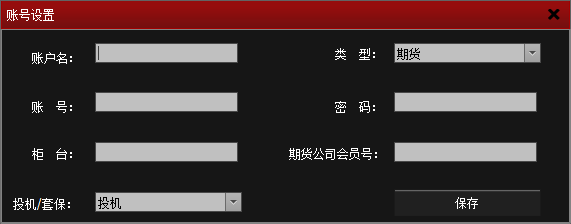 账号设置
账户名： 类 型： 期货
账 号： 密 码：
柜 台： 期货公司会员号：
投机/套保： 投机 保存